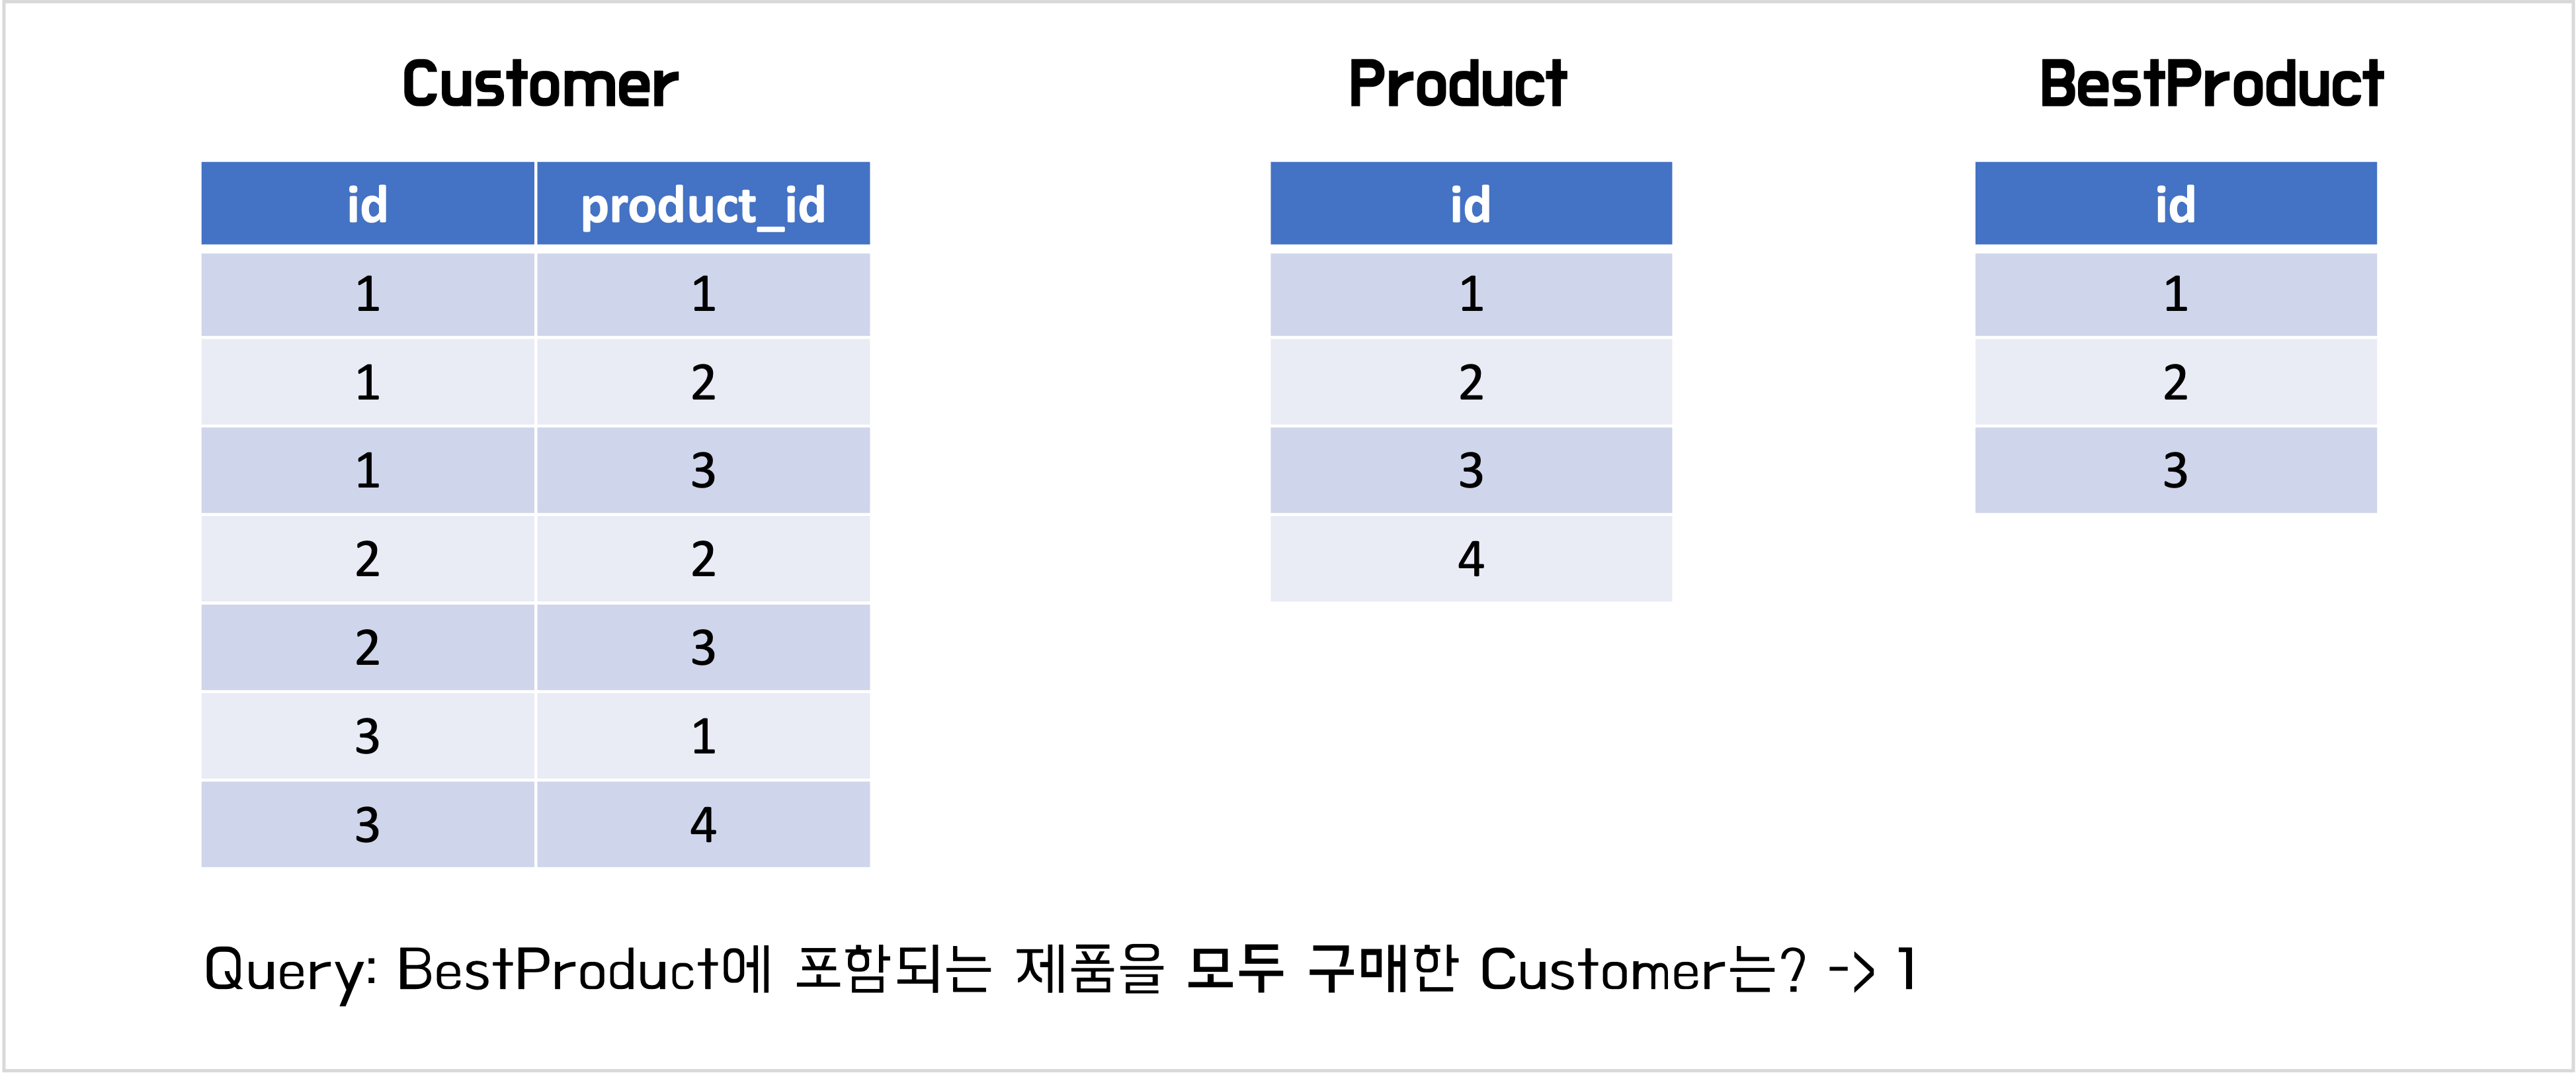 Customer
id product_id
1 1
1 2
1 3
2 2
2 3
3 1
3 4
Product
id
1
2
3
4
BestProduct
id
1
2
3
Query: BestProduct에 포함되는 제품을 모두 구매한 Customer는? -> 1